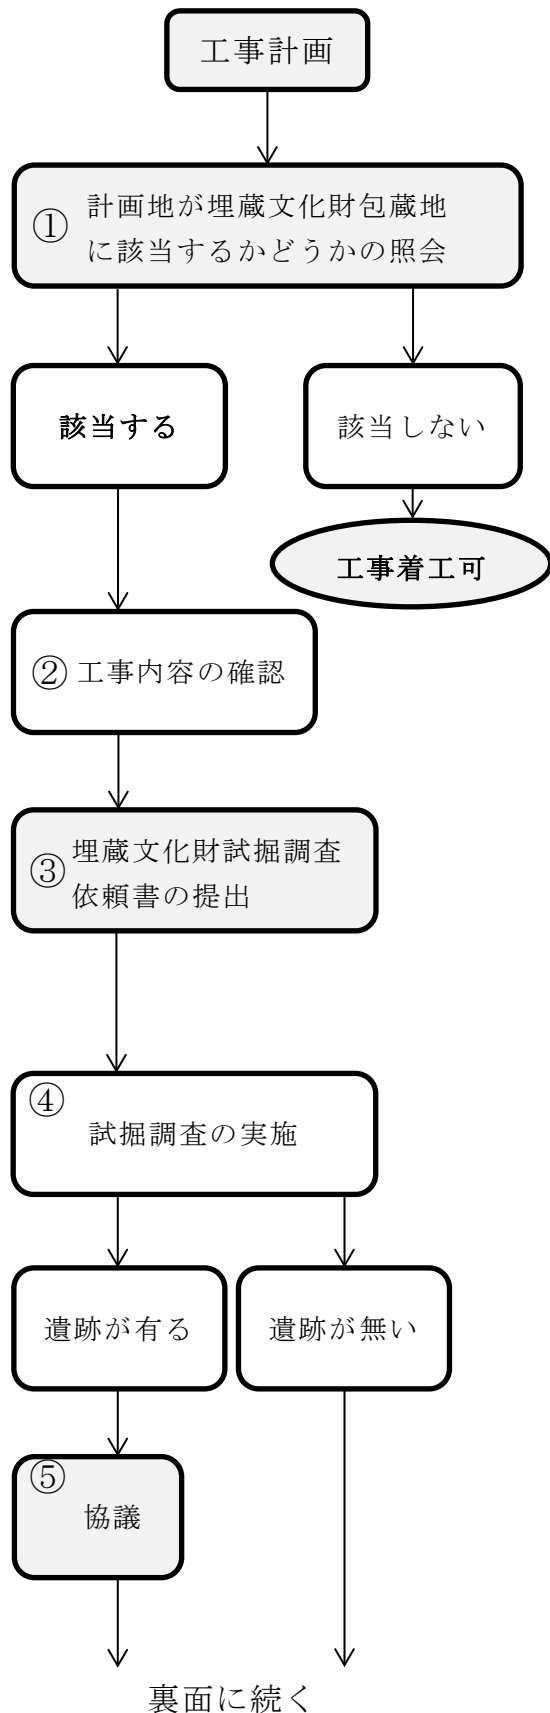 工事計画
① 計画地が埋蔵文化財包蔵地
に該当するかどうかの照会
該当する
該当しない
工事着工可
② 工事内容の確認
③ 埋蔵文化財試掘調査
依頼書の提出
④
試掘調査の実施
遺跡が有る
遺跡が無い
⑤
協議
裏面に続く